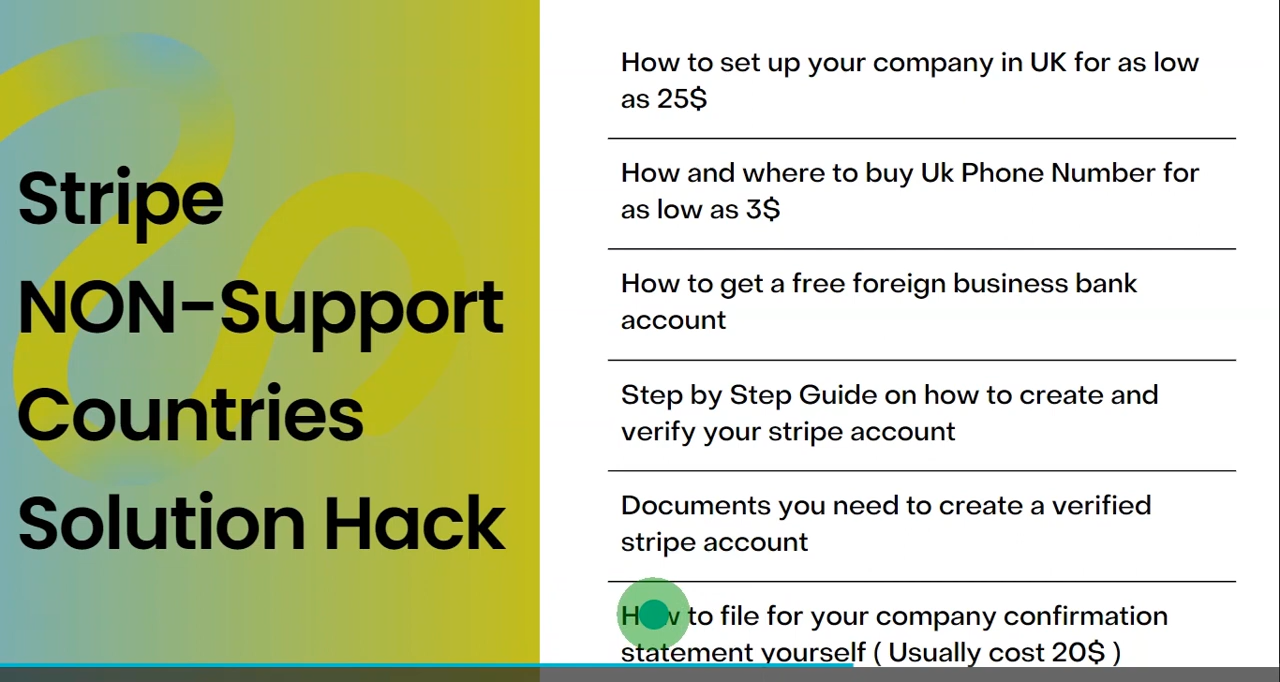 Stripe
NON-Support
Countries
Solution Hack
How to set up your company in UK for as low
as 25$
How and where to buy Uk Phone Number for
as low as 3$
How to get a free foreign business bank
account
Step by Step Guide on how to create and
verify your stripe account
Documents you need to create a verified
stripe account
How to file for your company confirmation
statement yourself ( Usually cost 20$ )